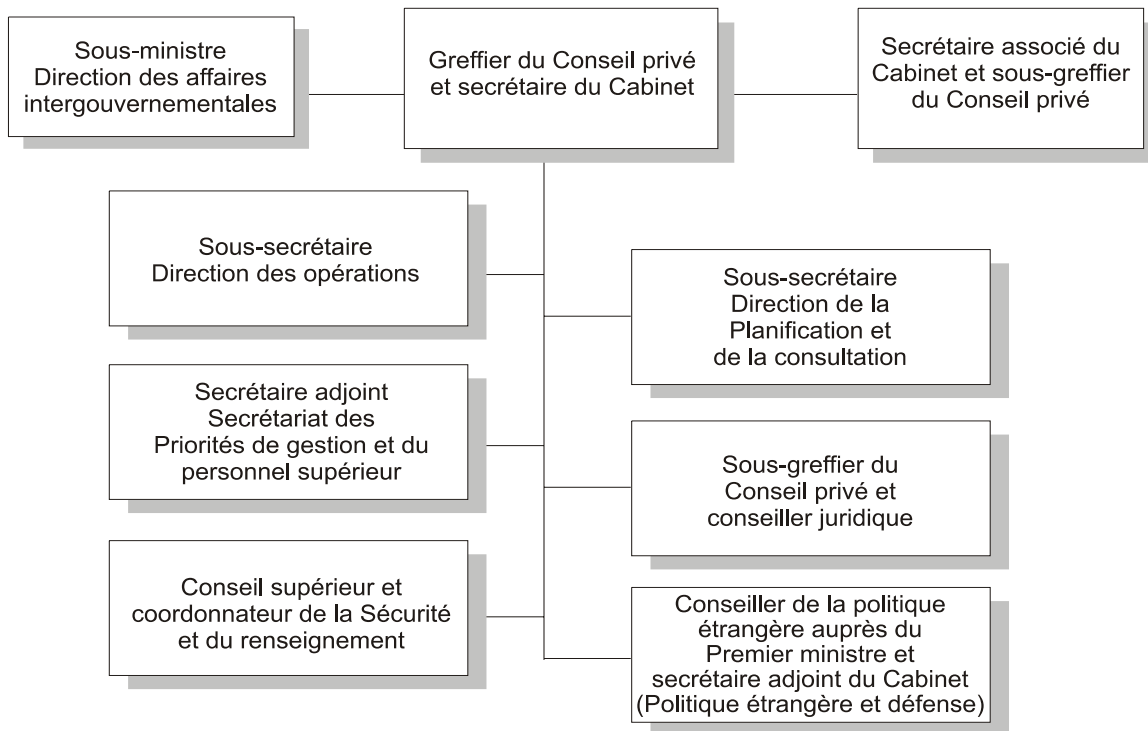 Sous-ministre
Direction des affaires
intergouvernementales
Greffier du Conseil privé
et secrétaire du Cabinet
Secrétaire associé du
Cabinet et sous-greffier
du Conseil privé
Sous-secrétaire
Direction des opérations
Sous-secrétaire
Direction de la
Planification et
de la consultation
Secrétaire adjoint
Secrétariat des
Priorités de gestion et du
personnel supérieur
Sous-greffier du
Conseil privé et
conseiller juridique
Conseil supérieur et
coordonnateur de la Sécurité
et du renseignement
Conseiller de la politique
étrangère auprès du
Premier ministre et
secrétaire adjoint du Cabinet
(Politique étrangère et défense)